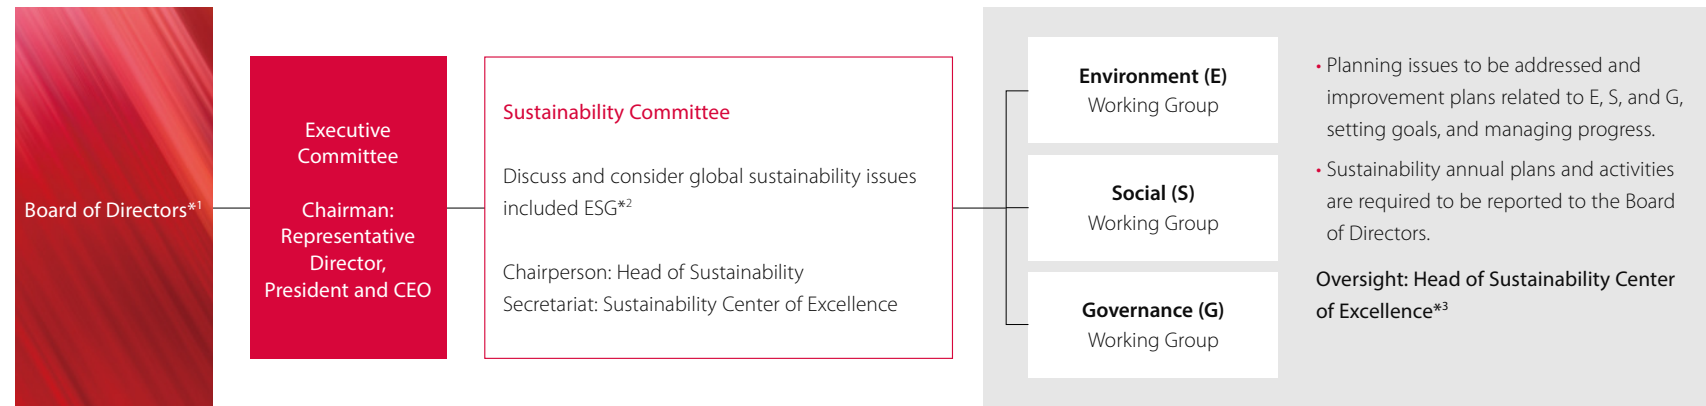 Board of Directors*1
Executive
Committee
Chairman:
Representative
Director,
President and CEO
Sustainability Committee
Discuss and consider global sustainability issues
included ESG*2
Chairperson: Head of Sustainability
Secretariat: Sustainability Center of Excellence
Environment (E)
Working Group
Social (S)
Working Group
Governance (G)
Working Group
• Planning issues to be addressed and
improvement plans related to E, S, and G,
setting goals, and managing progress.
• Sustainability annual plans and activities
are required to be reported to the Board
of Directors.
Oversight: Head of Sustainability Center
of Excellence*3